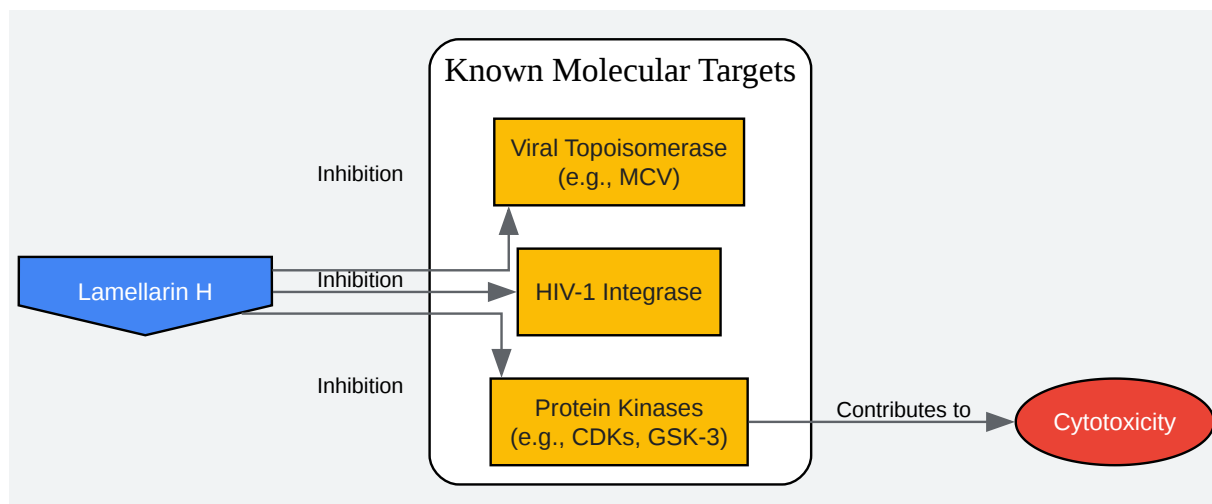 Known Molecular Targets
Viral Topoisomerase
(e.g., MCV)
Inhibition
Lamellarin H
Inhibition
HIV-1 Integrase
Inhibition
Protein Kinases
(e.g., CDKs, GSK-3)
Contributes to
Cytotoxicity